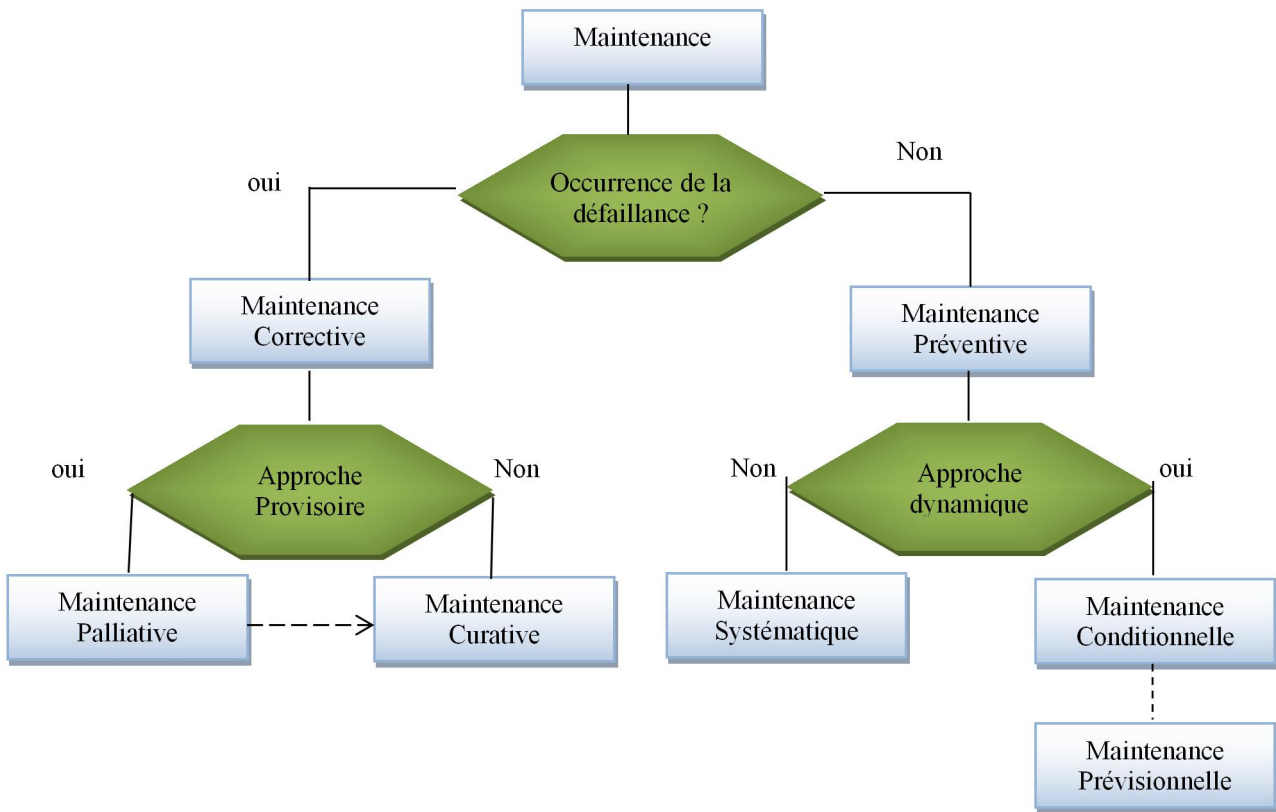 Maintenance
Non
oui
Occurrence de la
défaillance ?
Maintenance
Corrective
Maintenance
Préventive
oui
Approche
Provisoire
Non
Non
Approche
dynamique
oui
Maintenance
Palliative
Maintenance
Curative
Maintenance
Systématique
Maintenance
Conditionnelle
Maintenance
Prévisionnelle